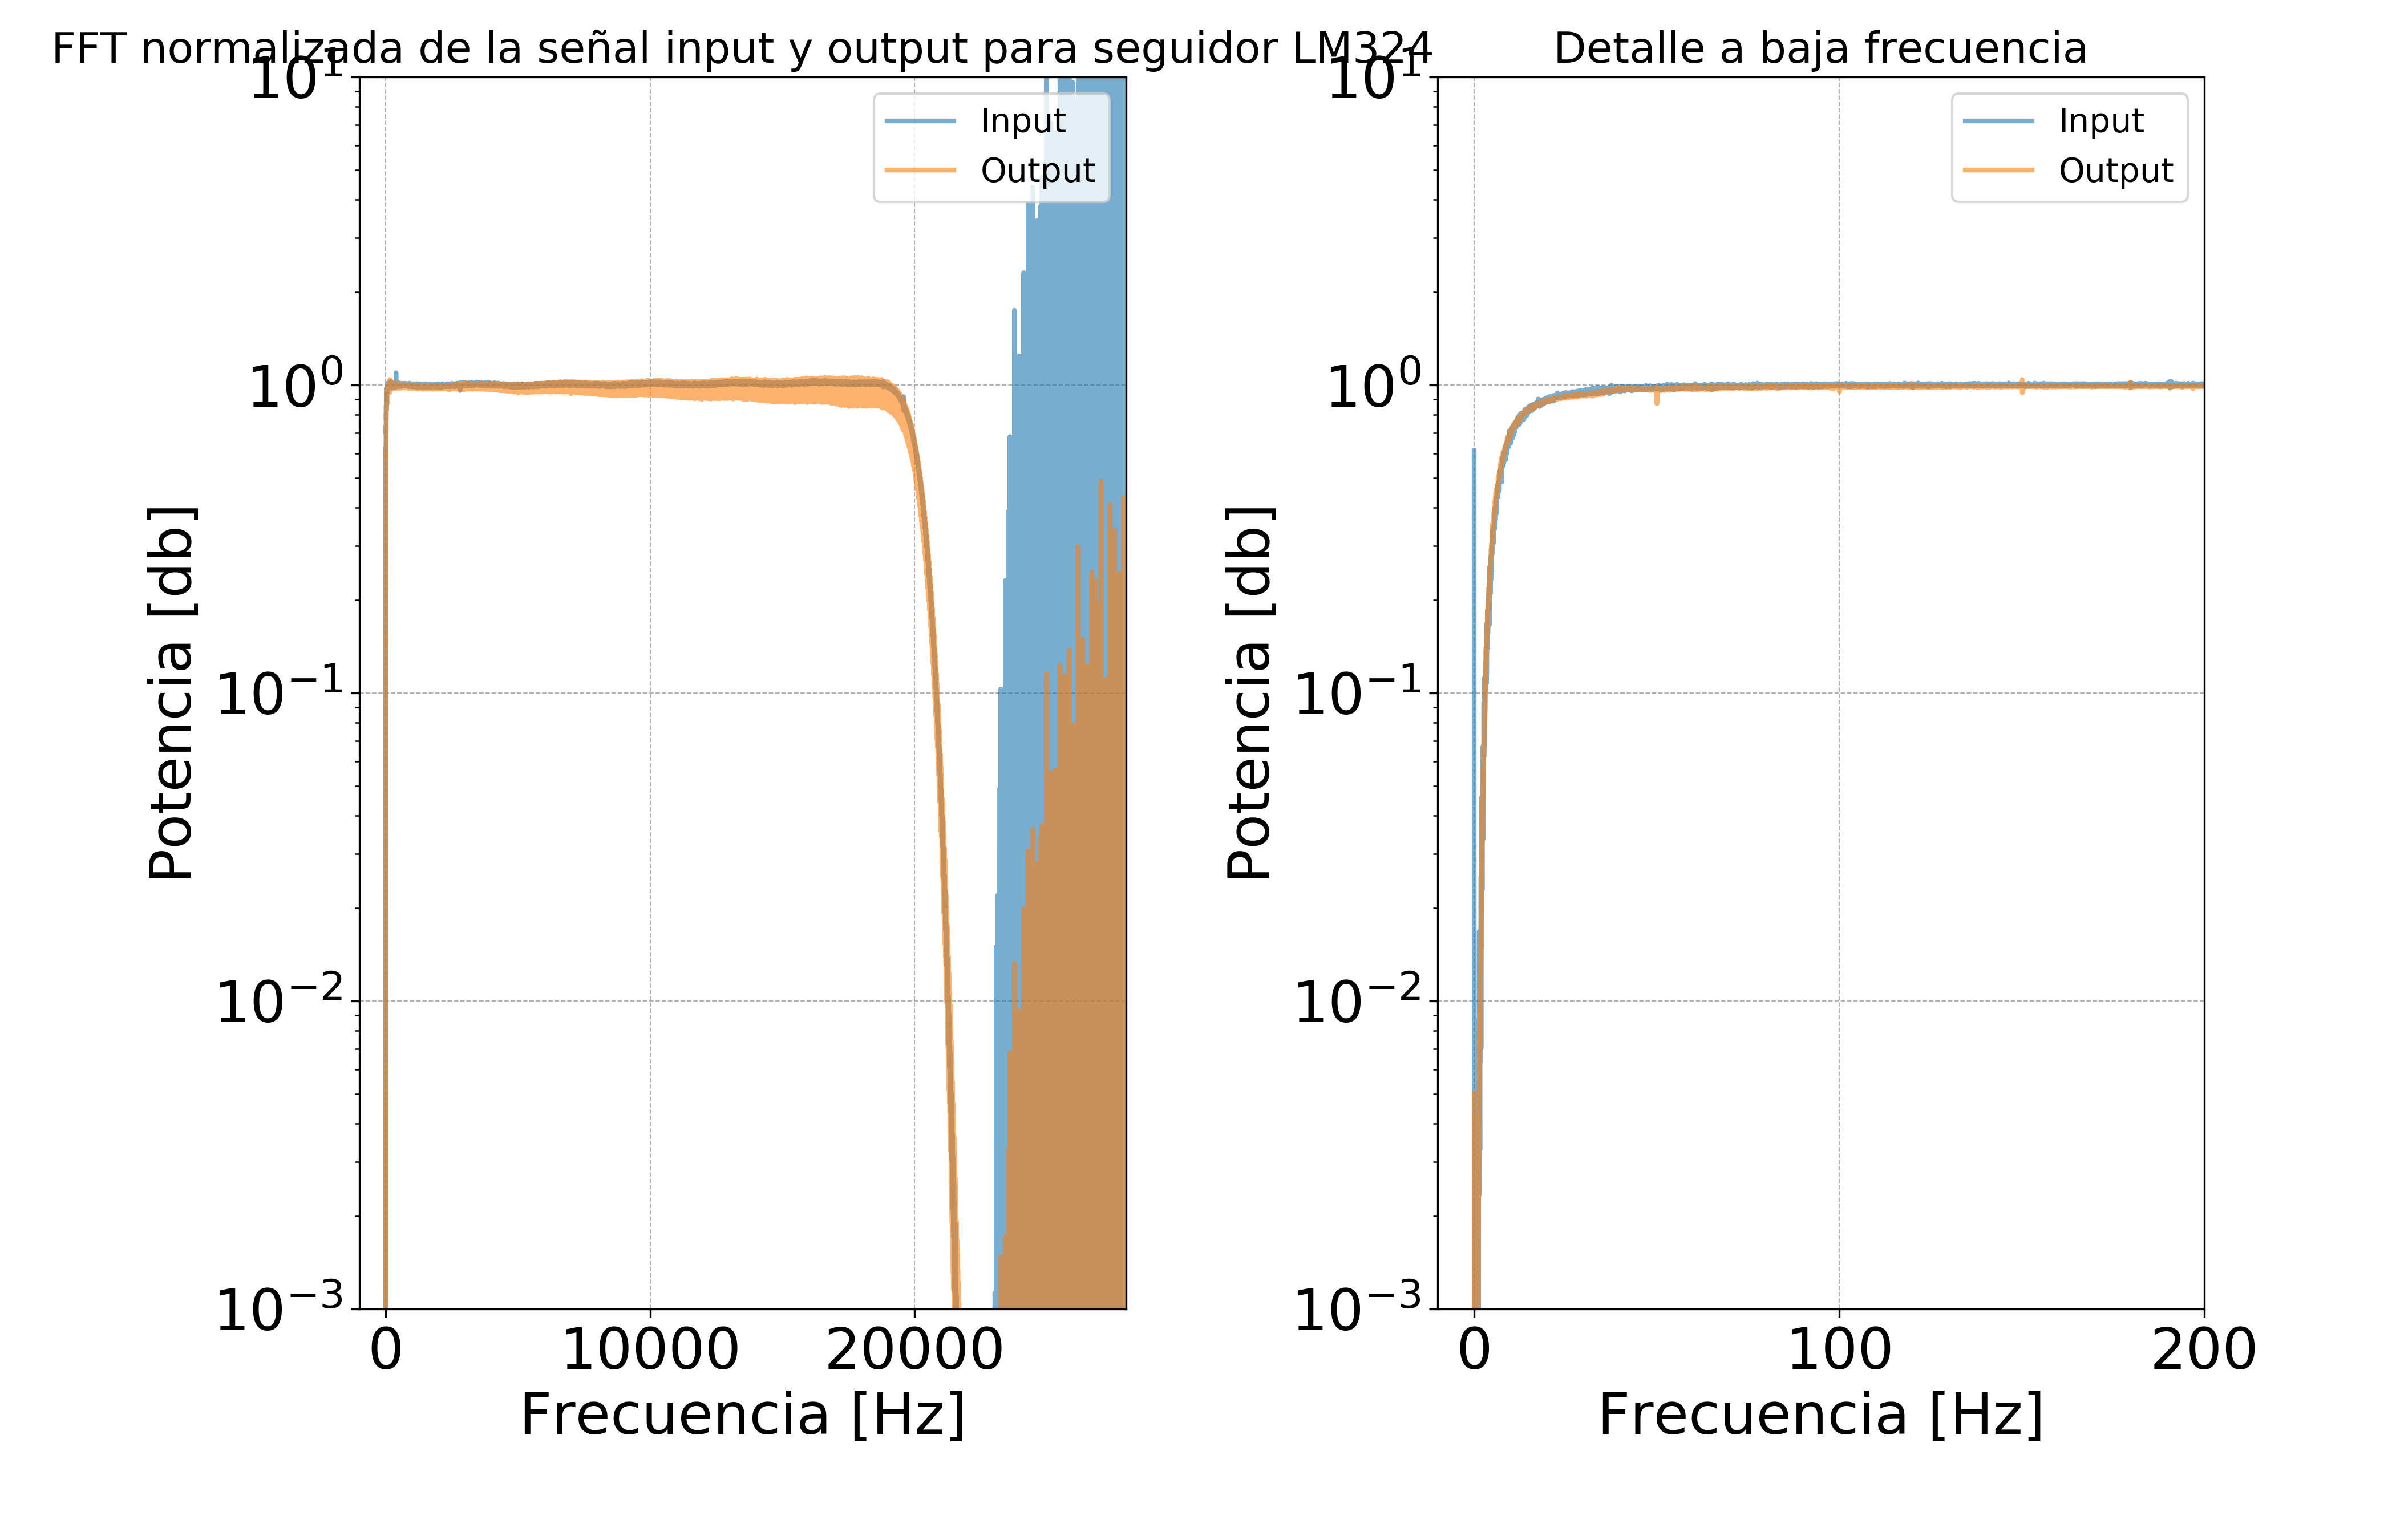 FFT normalizada de la señal input y output para seguidor LM324
10¹
10⁰
10⁻¹
10⁻²
10⁻³
Potencia [db]
Input
Output
0 10000 20000
Frecuencia [Hz]
Detalle a baja frecuencia
10¹
10⁰
10⁻¹
10⁻²
10⁻³
Potencia [db]
Input
Output
0 100 200
Frecuencia [Hz]